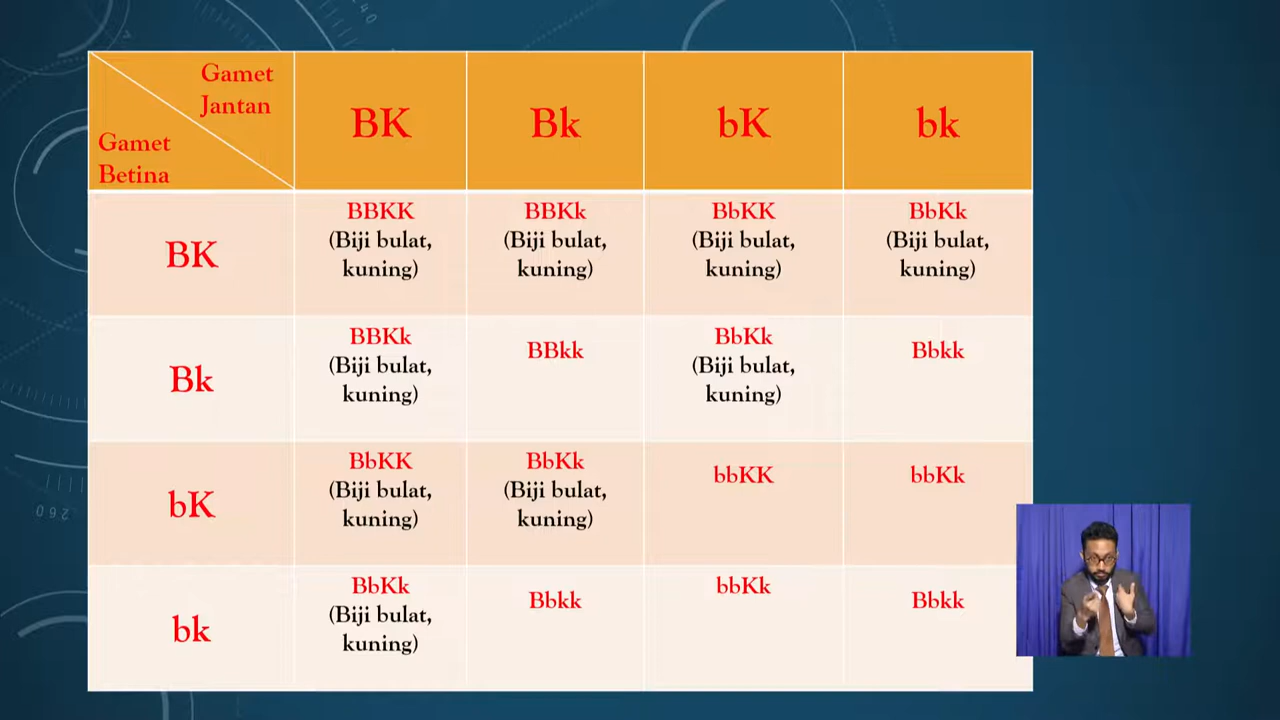 Gamet
Jantan
Gamet
Betina
BK
Bk
bK
bk
BK
BBKK
(Biji bulat,
kuning)
BBKk
(Biji bulat,
kuning)
BbKK
(Biji bulat,
kuning)
BbKk
(Biji bulat,
kuning)
Bk
BBKk
(Biji bulat,
kuning)
BBkk
BbKk
(Biji bulat,
kuning)
Bbkk
bK
BbKK
(Biji bulat,
kuning)
BbKk
(Biji bulat,
kuning)
bbKK
bbKk
bk
BbKk
(Biji bulat,
kuning)
Bbkk
bbKk
Bbkk
40
260